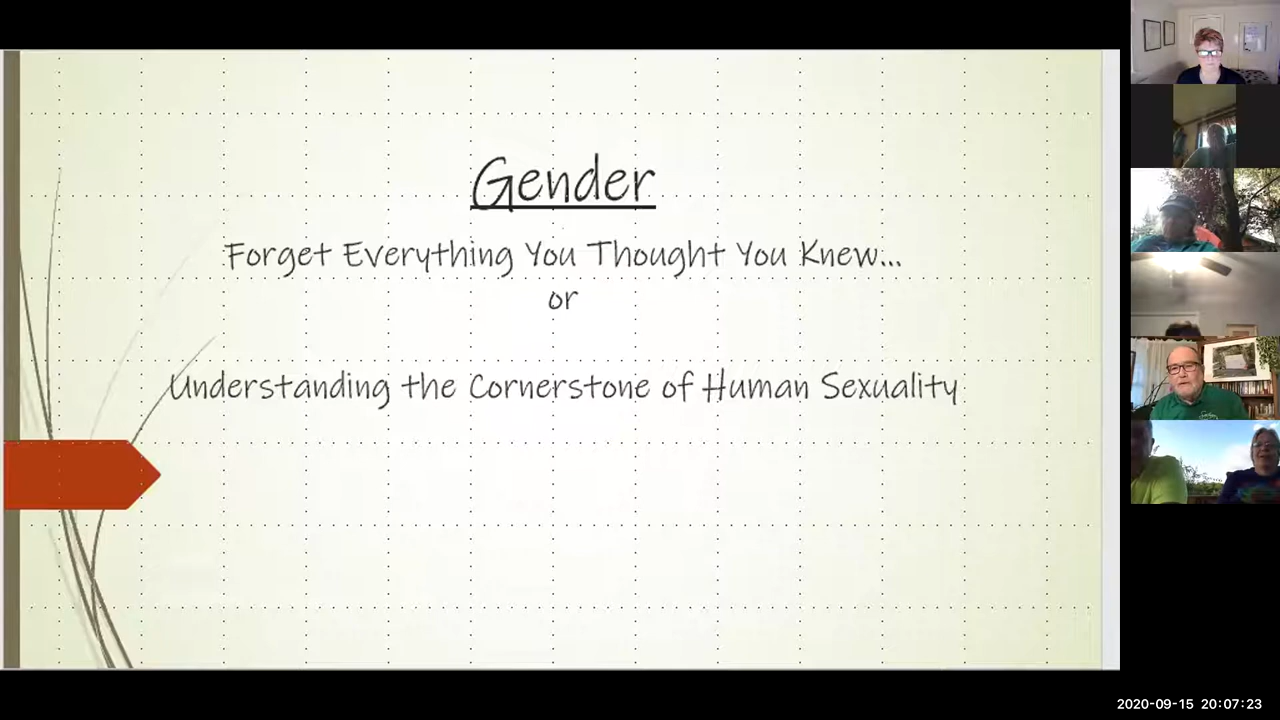 Gender
Forget Everything You Thought You Knew...
or
Understanding the Cornerstone of Human Sexuality
2020-09-15 20:07:23